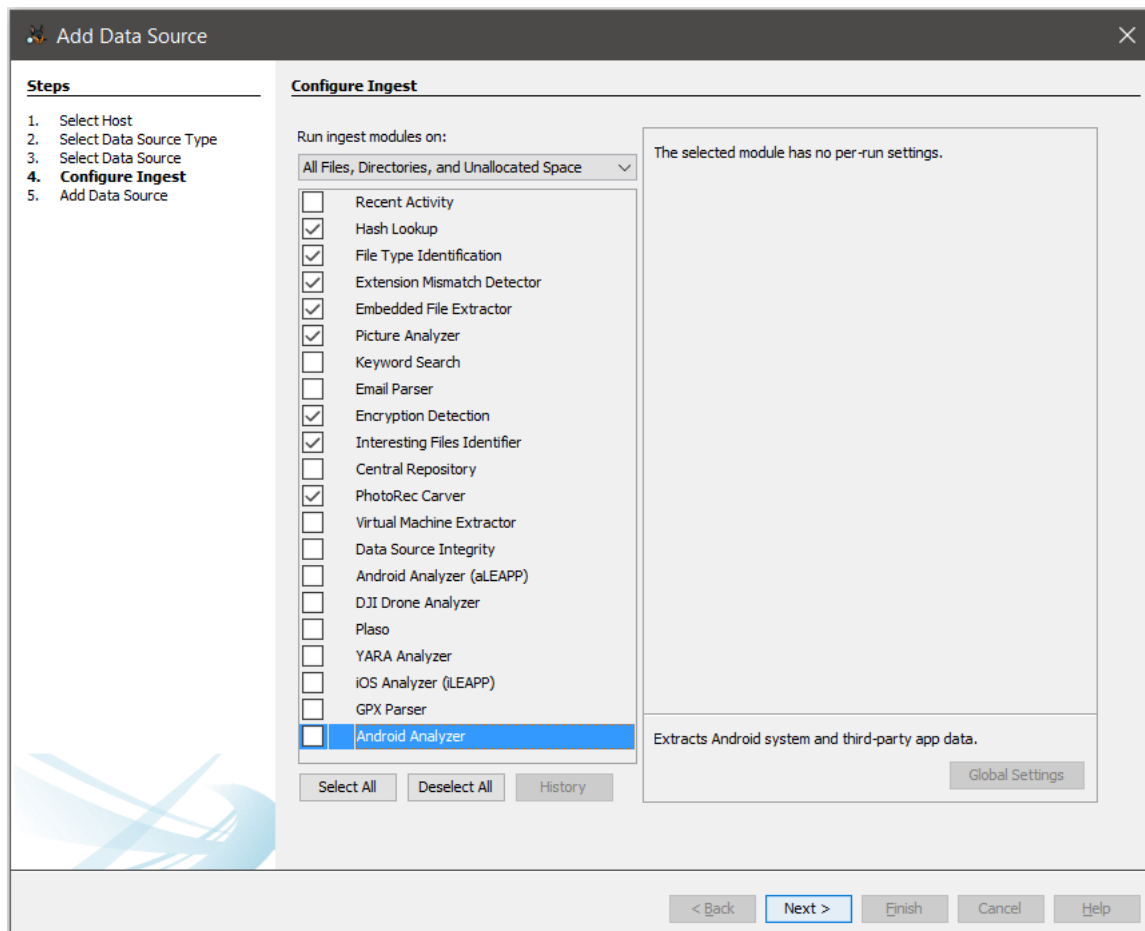 Add Data Source
Steps
1. Select Host
2. Select Data Source Type
3. Select Data Source
4. Configure Ingest
5. Add Data Source
Configure Ingest
Run ingest modules on:
All Files, Directories, and Unallocated Space
Recent Activity
Hash Lookup
File Type Identification
Extension Mismatch Detector
Embedded File Extractor
Picture Analyzer
Keyword Search
Email Parser
Encryption Detection
Interesting Files Identifier
Central Repository
PhotoRec Carver
Virtual Machine Extractor
Data Source Integrity
Android Analyzer (aLEAPP)
DJI Drone Analyzer
Plaso
YARA Analyzer
iOS Analyzer (iLEAPP)
GPX Parser
Android Analyzer
Select All Deselect All History
The selected module has no per-run settings.
Extracts Android system and third-party app data.
Global Settings
< Back Next > Finish Cancel Help